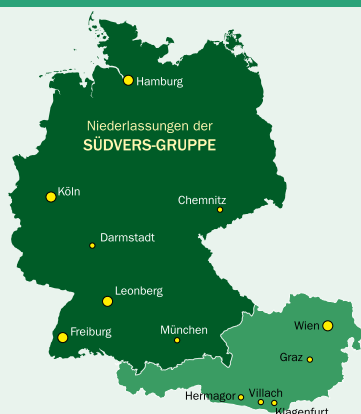 Hamburg
Niederlassungen der
SÜDVERS-GRUPPE
Köln
Chemnitz
Darmstadt
Leonberg
Freiburg
München
Wien
Graz
Hermagor
Villach
Klagenfurt